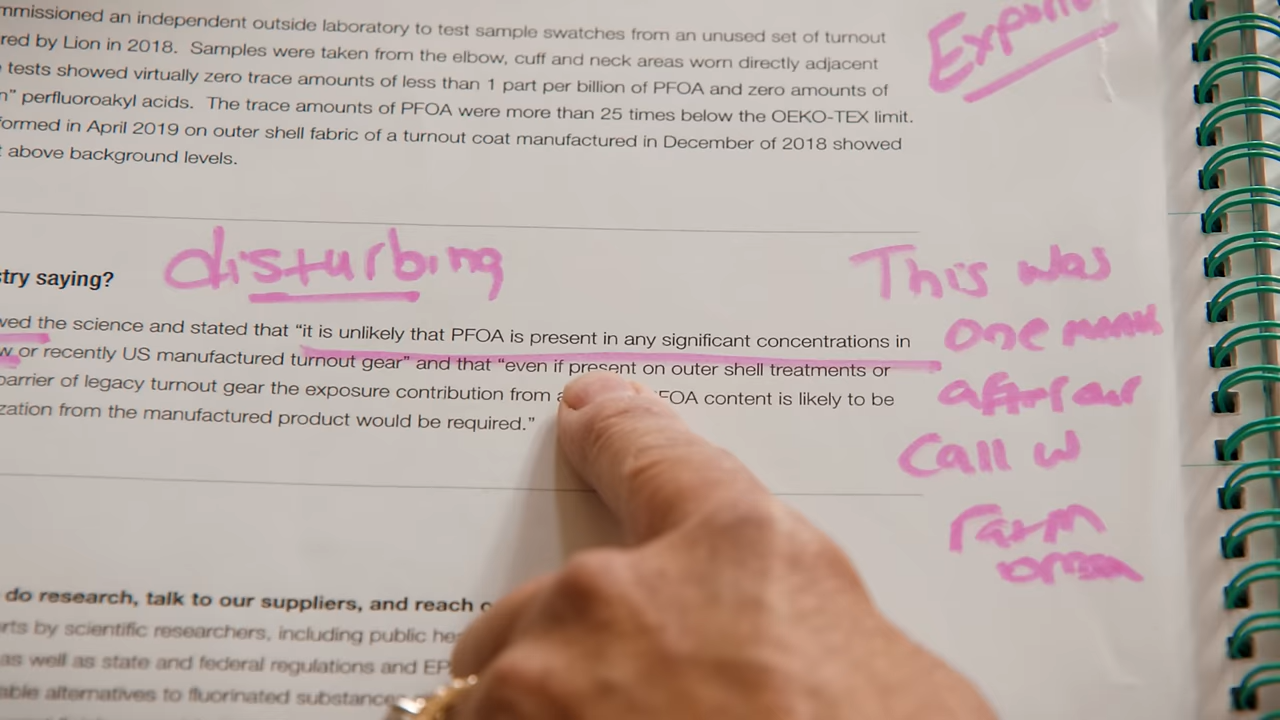 mmissioned an independent outside laboratory to test sample swatches from an unused set of turnout
red by Lion in 2018. Samples were taken from the elbow, cuff and neck areas worn directly adjacent
tests showed virtually zero trace amounts of less than 1 part per billion of PFOA and zero amounts of
n" perfluoroakyl acids. The trace amounts of PFOA were more than 25 times below the OEKO-TEX limit.
formed in April 2019 on outer shell fabric of a turnout coat manufactured in December of 2018 showed
t above background levels.
stry saying?
disturbing
wed the science and stated that "it is unlikely that PFOA is present in any significant concentrations in
w or recently US manufactured turnout gear" and that "even if present on outer shell treatments or
barrier of legacy turnout gear the exposure contribution from a FOA content is likely to be
zation from the manufactured product would be required."
This was
one
after our
Call w
do research, talk to our suppliers, and reach o
rts by scientific researchers, including public he
as well as state and federal regulations and EP
able alternatives to fluorinated substances